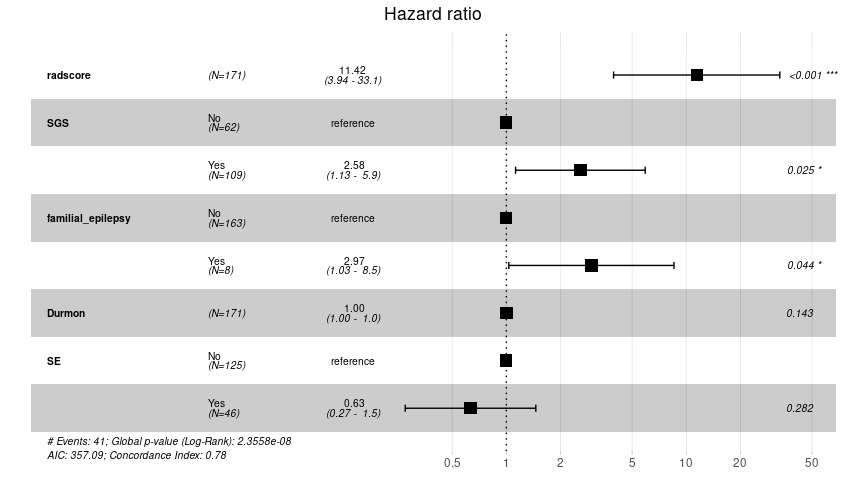 Hazard ratio
radscore (N=171) 11.42 <0.001 ***
(3.94 - 33.1)
No
SGS (N=62) reference
Yes 2.58 0.025 *
(N=109) (1.13 - 5.9)
No
familial_epilepsy (N=163) reference
Yes 2.97 0.044 *
(N=8) (1.03 - 8.5)
Durmon (N=171) 1.00 0.143
(1.00 - 1.0)
No
SE (N=125) reference
Yes 0.63 0.282
(N=46) (0.27 - 1.5)
# Events: 41; Global p-value (Log-Rank): 2.3558e-08
AIC: 357.09; Concordance Index: 0.78
0.5 1 2 5 10 20 50